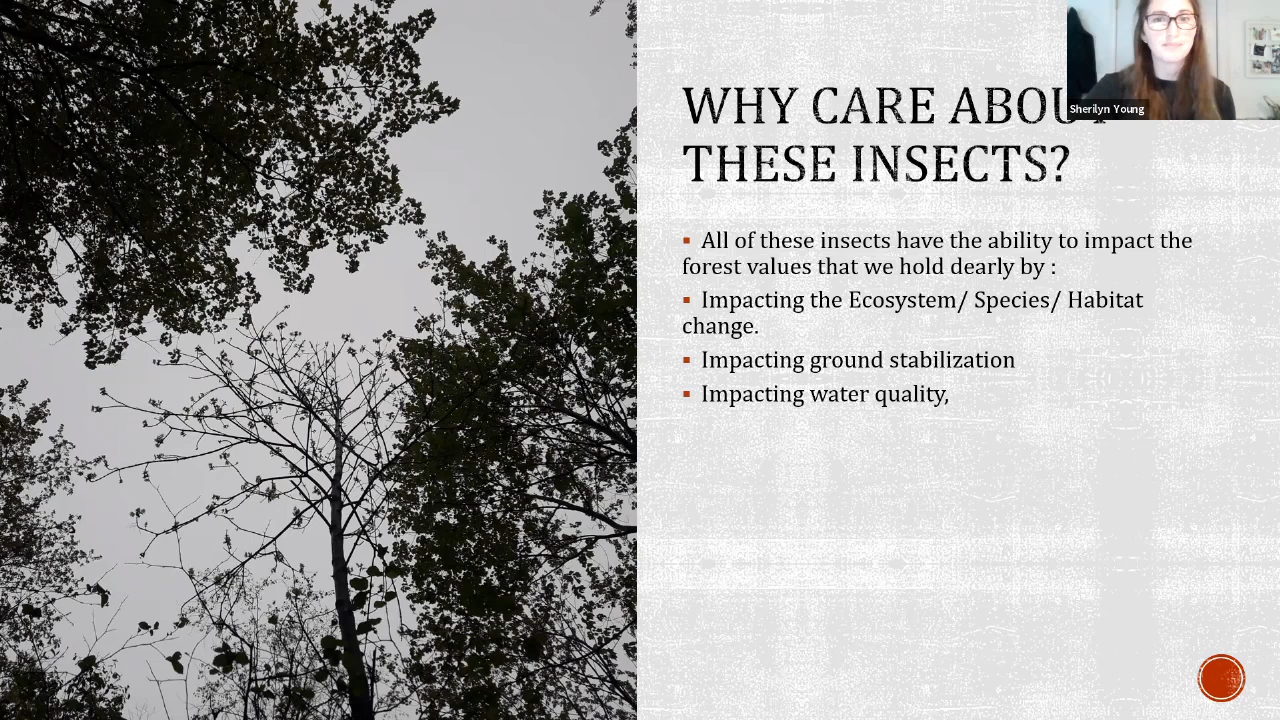 WHY CARE ABOUT
THESE INSECTS?
Sherilyn Young
▪ All of these insects have the ability to impact the
forest values that we hold dearly by :
▪ Impacting the Ecosystem/ Species/ Habitat
change.
▪ Impacting ground stabilization
▪ Impacting water quality,